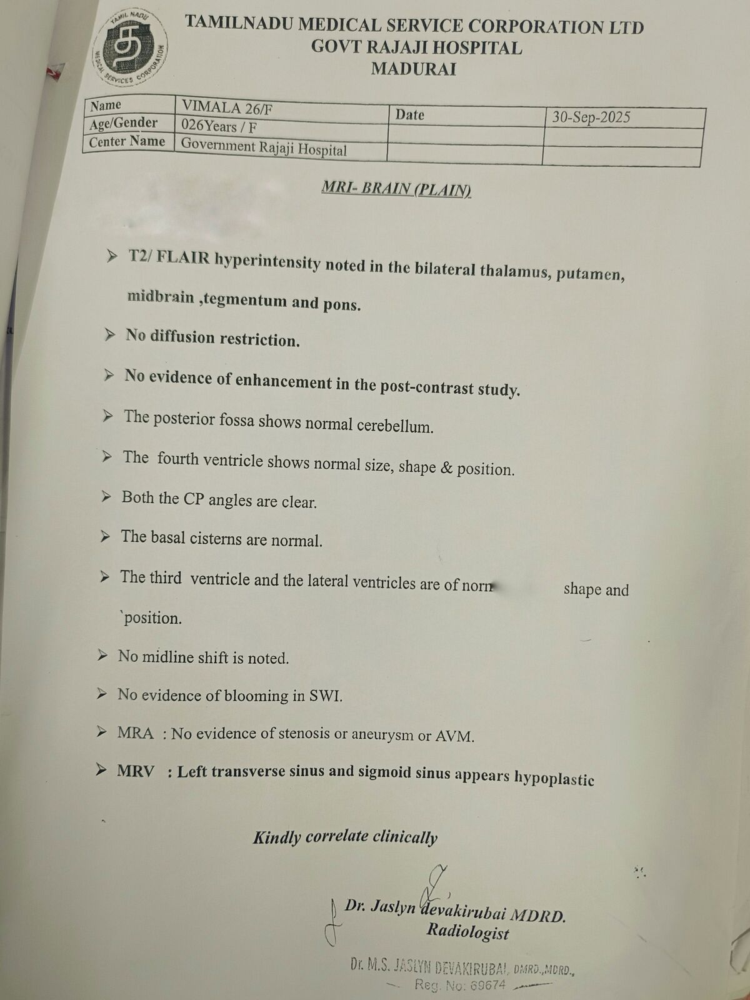 TAMIL NADU
MEDICAL SERVICES CORPORATION
TAMILNADU MEDICAL SERVICE CORPORATION LTD
GOVT RAJAJI HOSPITAL
MADURAI
Name VIMALA 26/F Date 30-Sep-2025
Age/Gender 026Years / F
Center Name Government Rajaji Hospital
MRI- BRAIN (PLAIN)
➢ T2/ FLAIR hyperintensity noted in the bilateral thalamus, putamen,
midbrain ,tegmentum and pons.
➢ No diffusion restriction.
➢ No evidence of enhancement in the post-contrast study.
➢ The posterior fossa shows normal cerebellum.
➢ The fourth ventricle shows normal size, shape & position.
➢ Both the CP angles are clear.
➢ The basal cisterns are normal.
➢ The third ventricle and the lateral ventricles are of shape and
`position.
➢ No midline shift is noted.
➢ No evidence of blooming in SWI.
➢ MRA : No evidence of stenosis or aneurysm or AVM.
➢ MRV : Left transverse sinus and sigmoid sinus appears hypoplastic
Kindly correlate clinically
Dr. Jaslyn devakirubai MDRD.
Radiologist
Dr. M.S. JASLYN DEVAKIRUBAI, DMRD.,MDRD.,
Reg. No: 69674